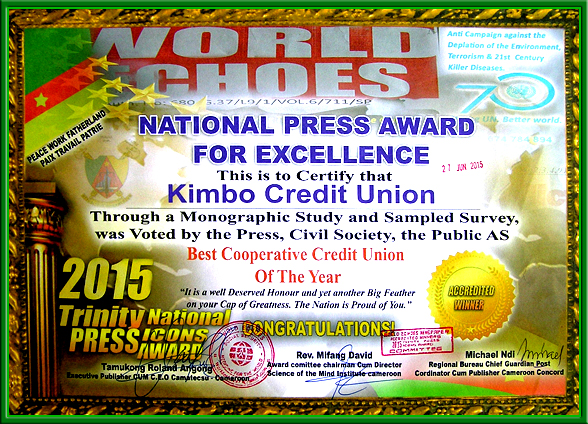 WORLD
ECHOES
Anti Campaign against the
Depletion of the Environment,
Terrorism & 21st Century
Killer Diseases.
70
UN. Better world.
PEACE WORK FATHERLAND
PAIX TRAVAIL PATRIE
NATIONAL PRESS AWARD
FOR EXCELLENCE
27 JUN 2015
This is to Certify that
Kimbo Credit Union
Through a Monographic Study and Sampled Survey,
was Voted by the Press, Civil Society, the Public AS
Best Cooperative Credit Union
Of The Year
"It is a well Deserved Honour and yet another Big Feather
on your Cap of Greatness. The Nation is Proud of You."
2015
Trinity National
PRESS ICONS
AWARD
ACCREDITED
WINNER
CONGRATULATIONS!
COMMITTEE
Tamukong Roland Angong
Executive Publisher CUM C.E.O Camatecsu - Cameroon
Rev. Mifang David
Award comittee chairman Cum Director
Science of the Mind Institute cameroon
Michael Ndi
Regional Bureau Chief Guardian Post
Cordinator Cum Publisher Cameroon Concord